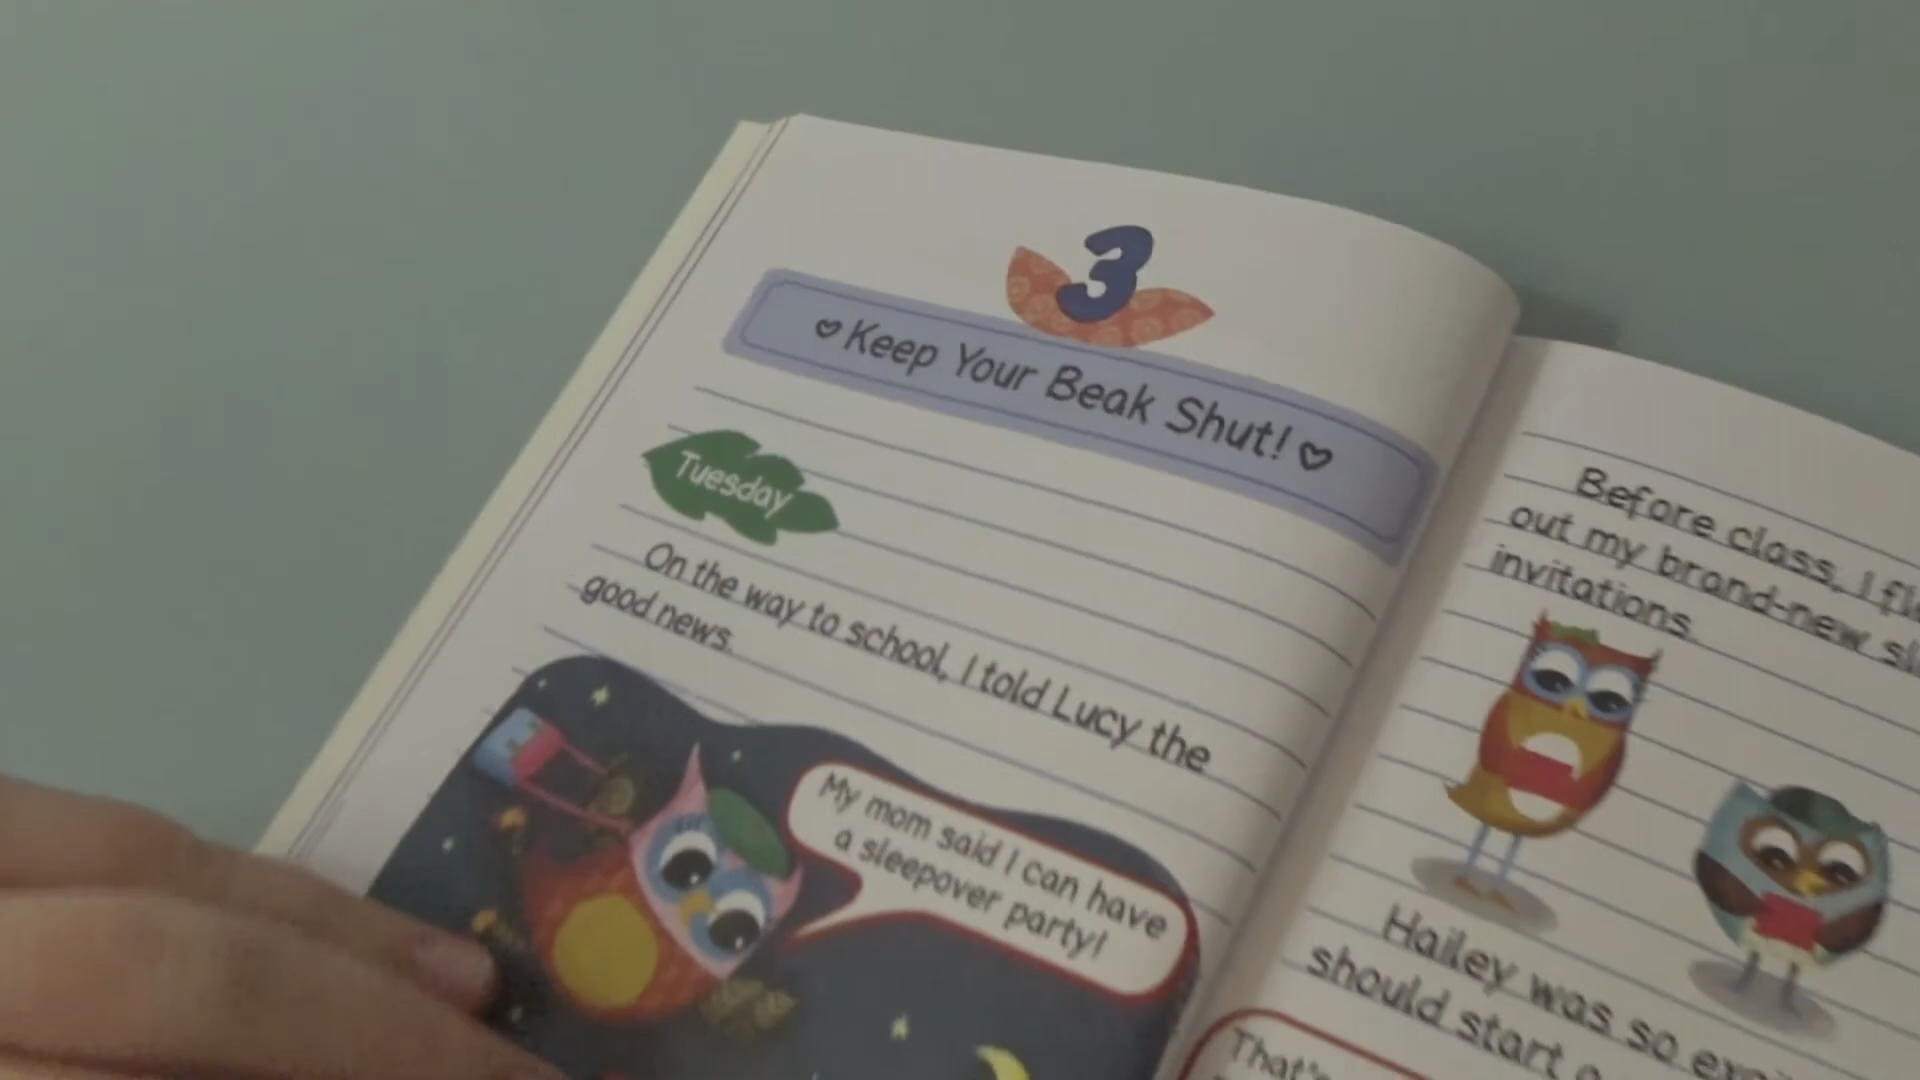 3
Keep Your Beak Shut!
Tuesday
On the way to school, I told Lucy the
good news.
My mom said I can have
a sleepover party!
Before class, I
out my brand-new
invitations.
Hailey was so
should start a
That's